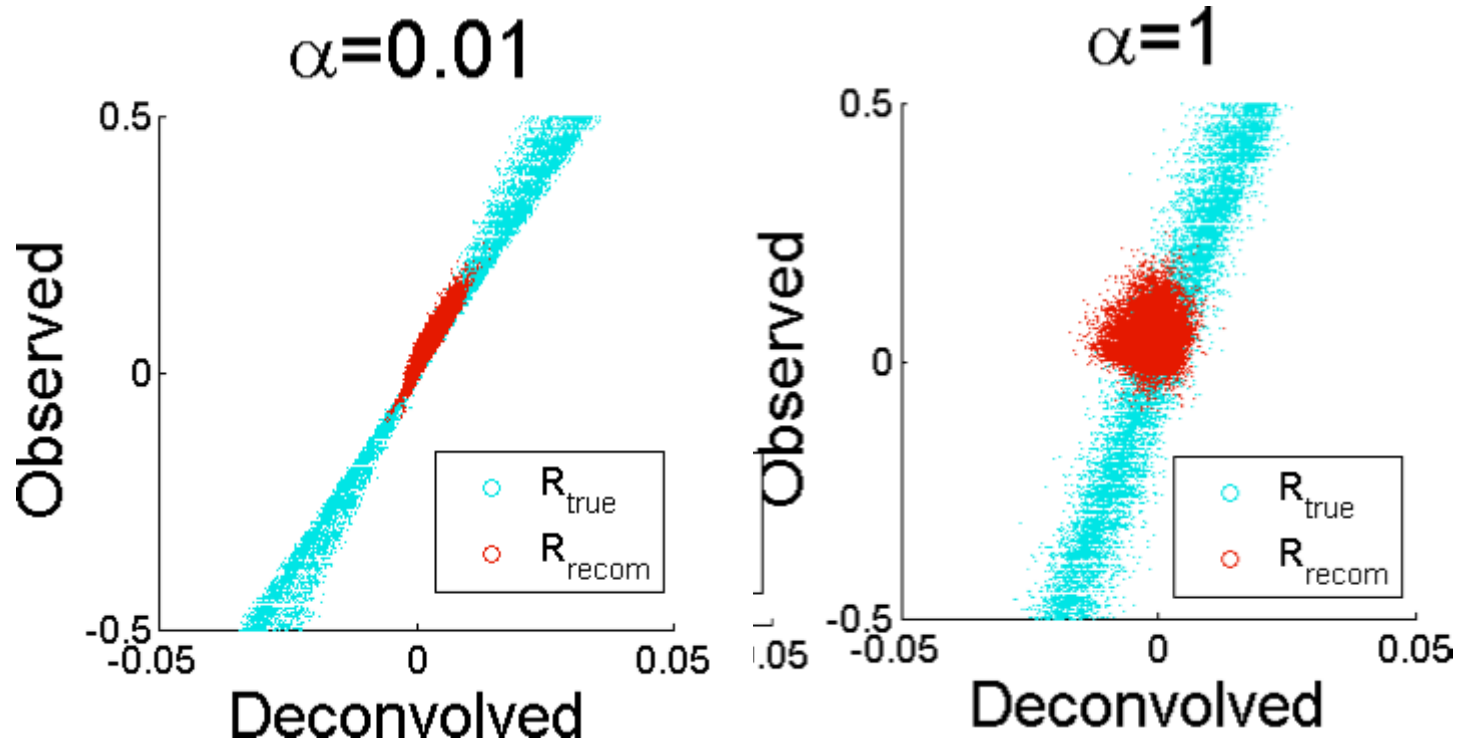 α=0.01
0.5
0
-0.5
-0.05
0
0.05
Observed
Deconvolved
R_true
R_recom
α=1
0.5
0
-0.5
.05
-0.05
0
0.05
Observed
Deconvolved
R_true
R_recom